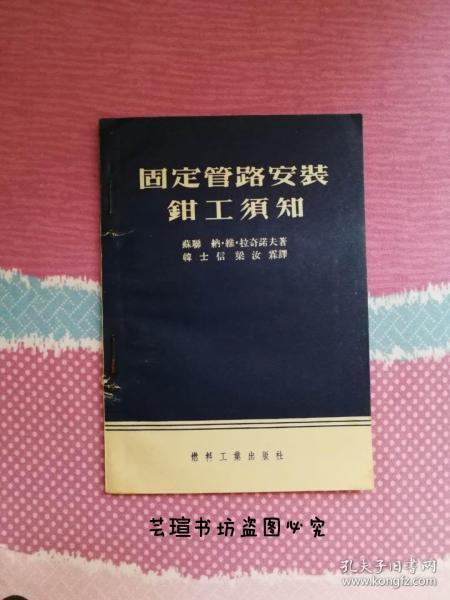 固定管路安裝
鉗工須知
蘇聯 納·維·拉奇諾夫著
韓士信 梁汝霖譯
燃料工業出版社
芸瑄书坊盗图必究
孔夫子旧书网
www.kongfz.com